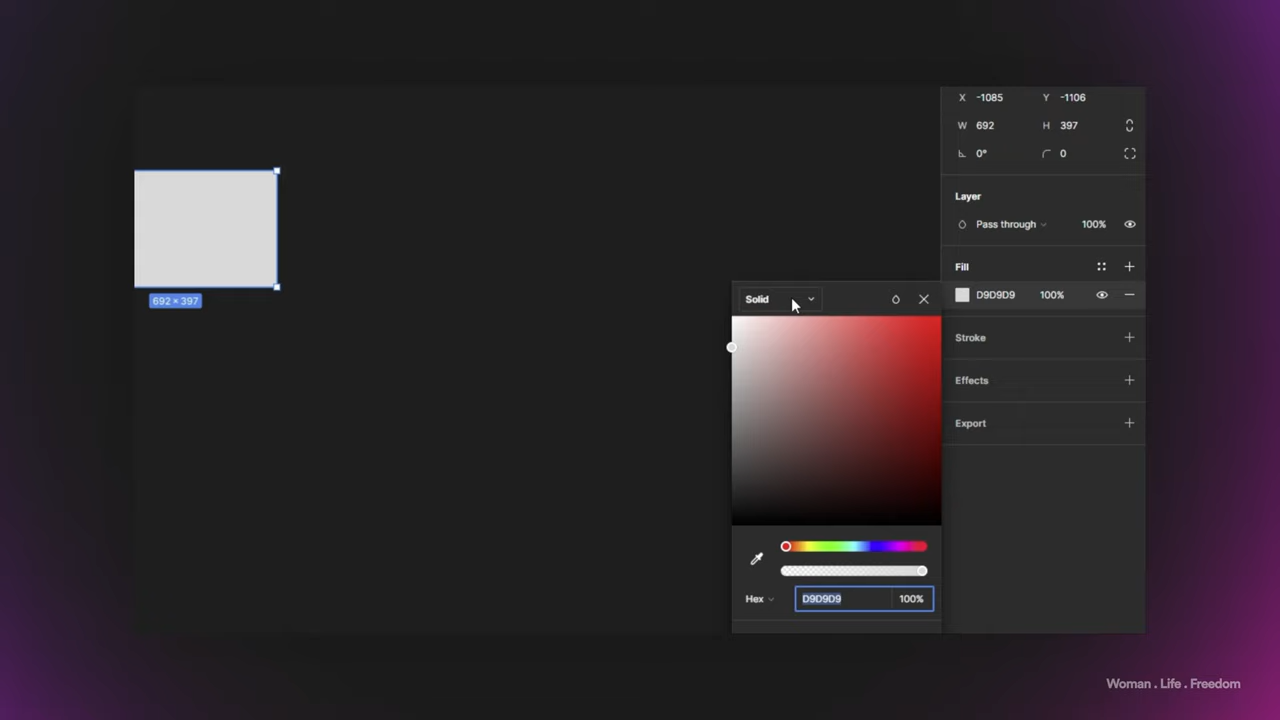 X -1085 Y -1106
W 692 H 397
0° 0
Layer
Pass through 100%
Fill
D9D9D9 100%
692 × 397
Solid
Stroke
Effects
Export
Hex D9D9D9 100%
Woman . Life . Freedom